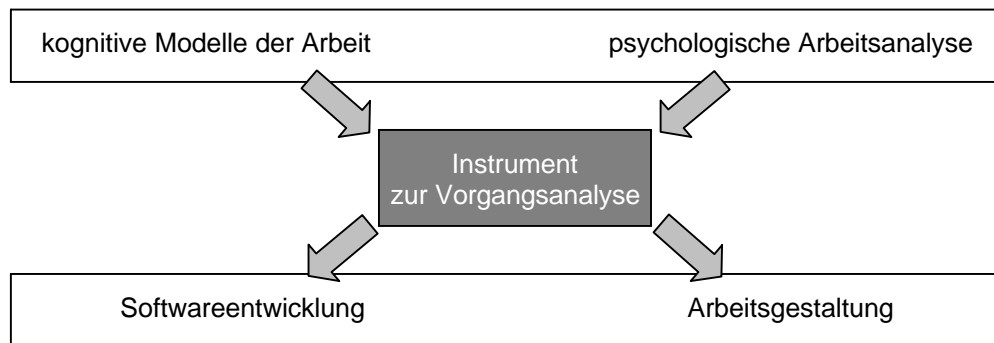 kognitive Modelle der Arbeit
psychologische Arbeitsanalyse
Instrument
zur Vorgangsanalyse
Softwareentwicklung
Arbeitsgestaltung